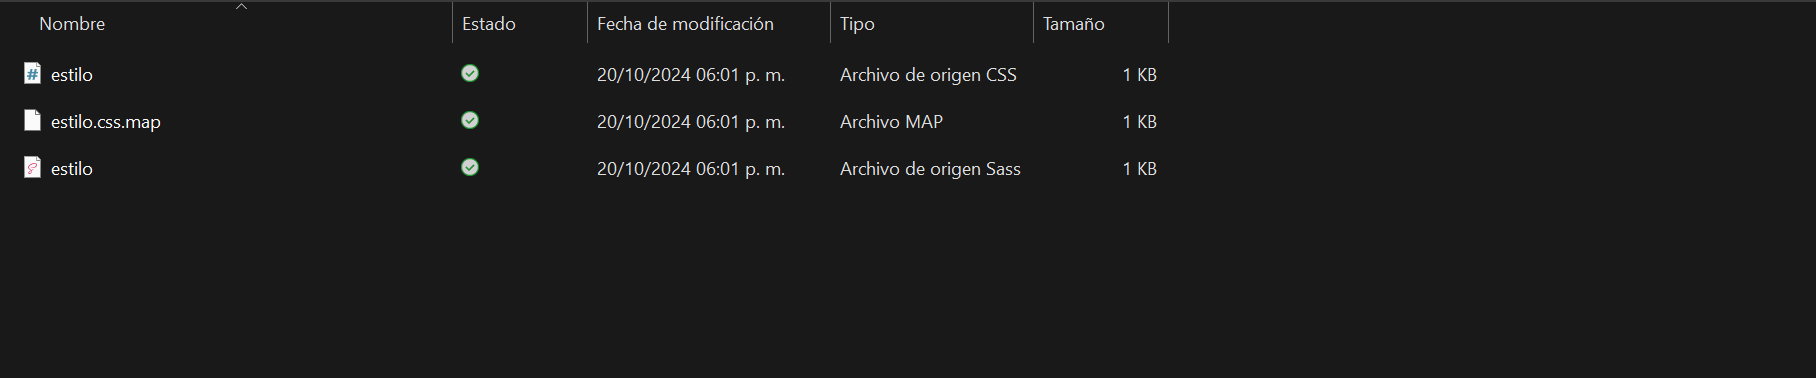 Nombre Estado Fecha de modificación Tipo Tamaño
estilo 20/10/2024 06:01 p. m. Archivo de origen CSS 1 KB
estilo.css.map 20/10/2024 06:01 p. m. Archivo MAP 1 KB
estilo 20/10/2024 06:01 p. m. Archivo de origen Sass 1 KB